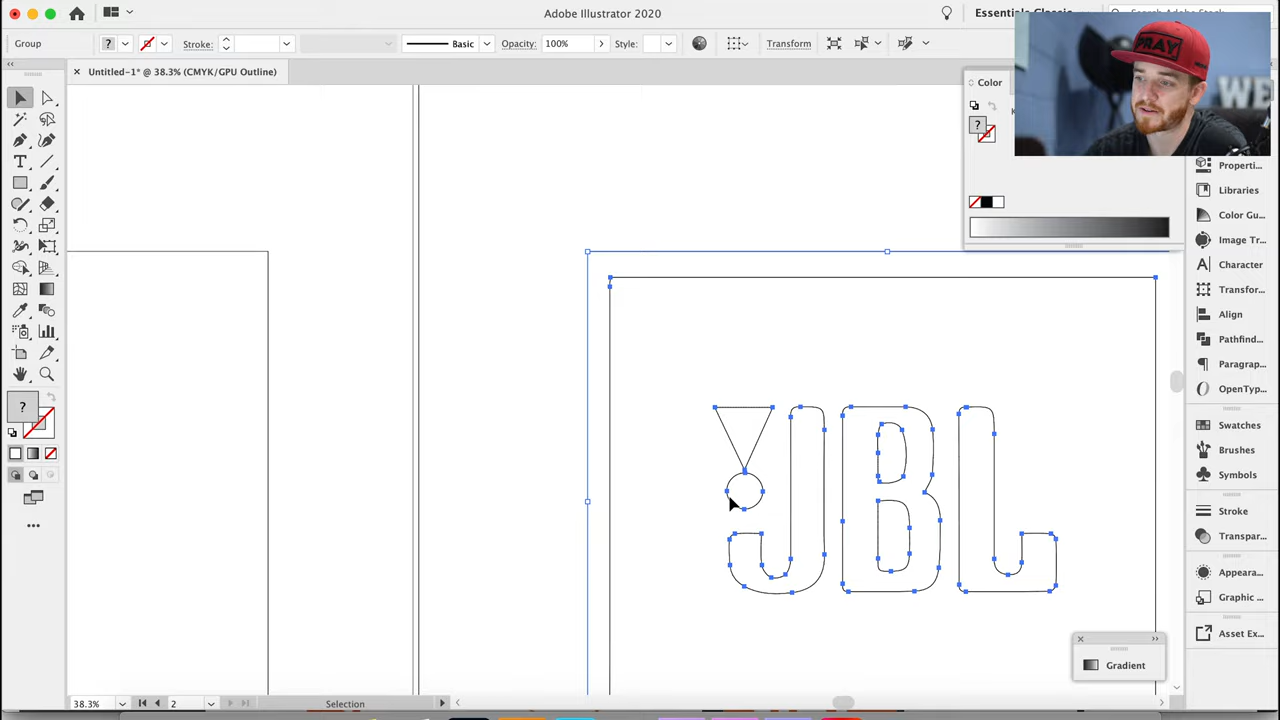 Adobe Illustrator 2020
Essentials Classic
PRAY.
WE
Group
?
Stroke:
Basic
Opacity:
100%
Style:
Transform
Untitled-1* @ 38.3% (CMYK/GPU Outline)
Color
?
Properti...
Libraries
Color Gu...
Image Tr...
Character
Transfor...
Align
Pathfind...
Paragrap...
OpenTyp...
Swatches
Brushes
Symbols
Stroke
Transpar...
Appeara...
Graphic ...
Asset Ex...
?
JBL
Gradient
38.3%
2
Selection